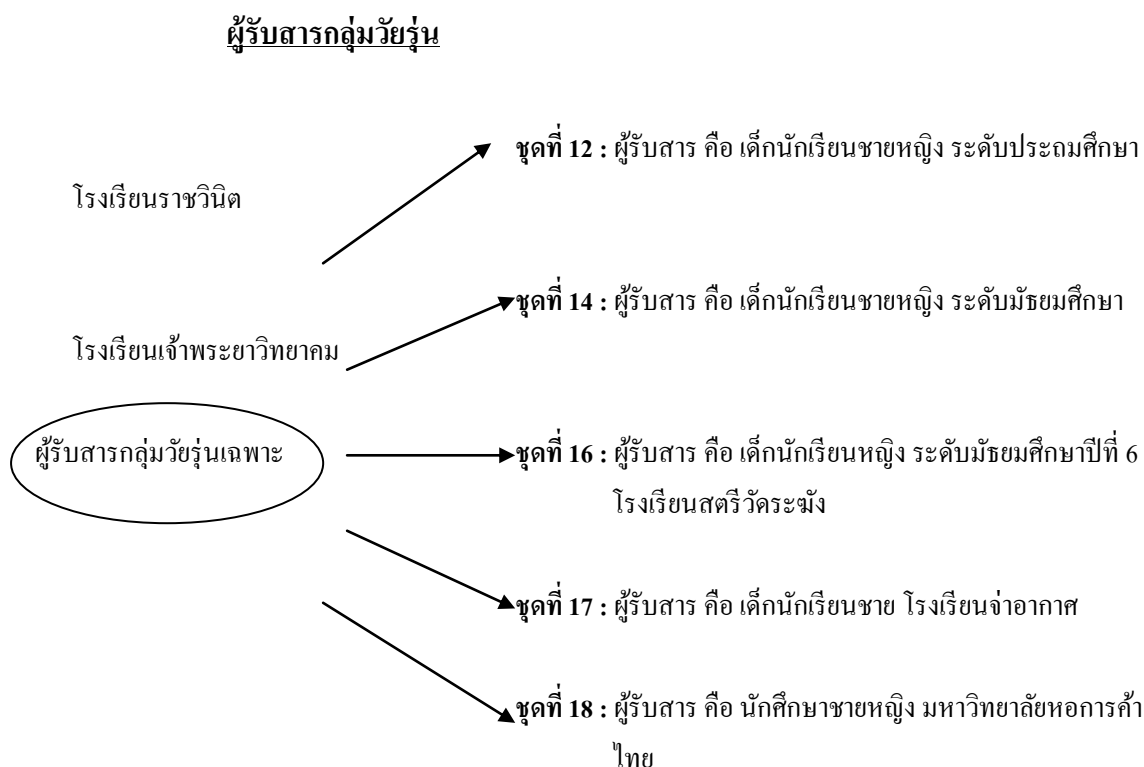 ผู้รับสารกลุ่มวัยรุ่น
ชุดที่ 12 : ผู้รับสาร คือ เด็กนักเรียนชายหญิง ระดับประถมศึกษา
โรงเรียนราชวินิต
ชุดที่ 14 : ผู้รับสาร คือ เด็กนักเรียนชายหญิง ระดับมัธยมศึกษา
โรงเรียนเจ้าพระยาวิทยาคม
ผู้รับสารกลุ่มวัยรุ่นเฉพาะ
ชุดที่ 16 : ผู้รับสาร คือ เด็กนักเรียนหญิง ระดับมัธยมศึกษาปีที่ 6
โรงเรียนสตรีวัดระฆัง
ชุดที่ 17 : ผู้รับสาร คือ เด็กนักเรียนชาย โรงเรียนจ่าอากาศ
ชุดที่ 18 : ผู้รับสาร คือ นักศึกษาชายหญิง มหาวิทยาลัยหอการค้า
ไทย